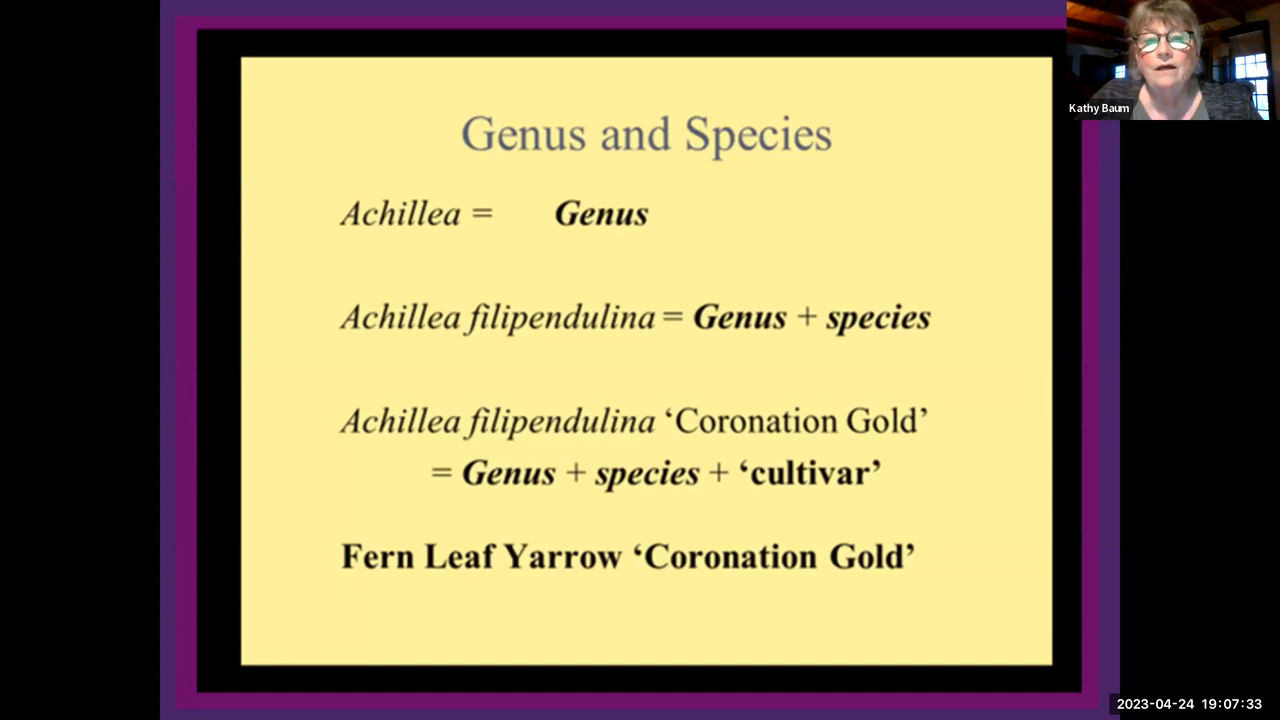 Genus and Species
Achillea = Genus
Achillea filipendulina = Genus + species
Achillea filipendulina ‘Coronation Gold’
= Genus + species + ‘cultivar’
Fern Leaf Yarrow ‘Coronation Gold’
Kathy Baum
2023-04-24 19:07:33